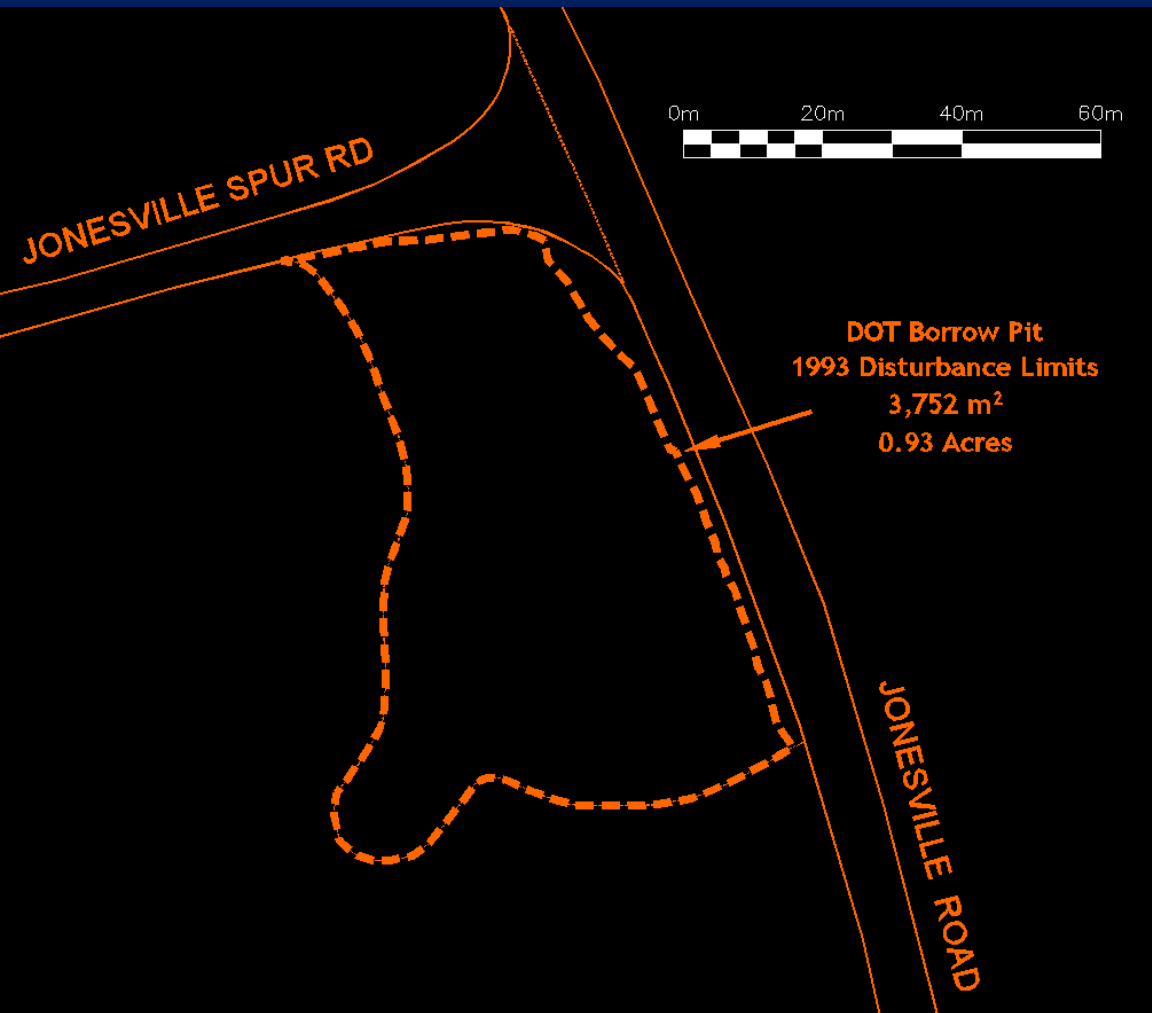 0m 20m 40m 60m
JONESVILLE SPUR RD
DOT Borrow Pit
1993 Disturbance Limits
3,752 m²
0.93 Acres
JONESVILLE ROAD